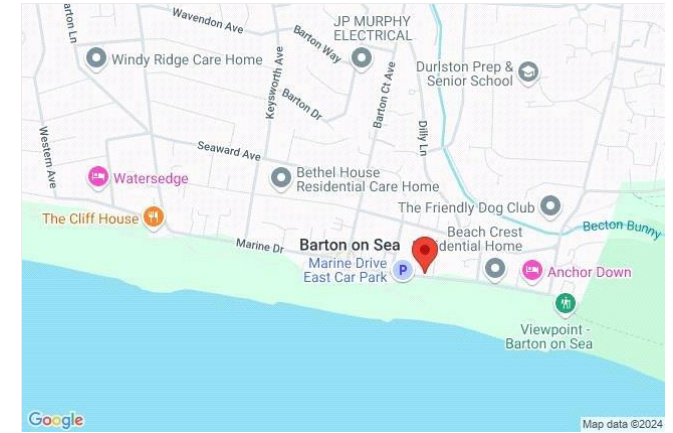 arton Ln
Wavendon Ave
Barton Way
JP MURPHY
ELECTRICAL
Windy Ridge Care Home
Keysworth Ave
Barton Ct Ave
Durlston Prep &
Senior School
Barton Dr
Dilly Ln
Western Ave
Seaward Ave
Watersedge
Bethel House
Residential Care Home
The Friendly Dog Club
The Cliff House
Becton Bunny
Beach Crest
idential Home
Marine Dr
Barton on Sea
Marine Drive
East Car Park
P
Anchor Down
Viewpoint -
Barton on Sea
Google
Map data ©2024